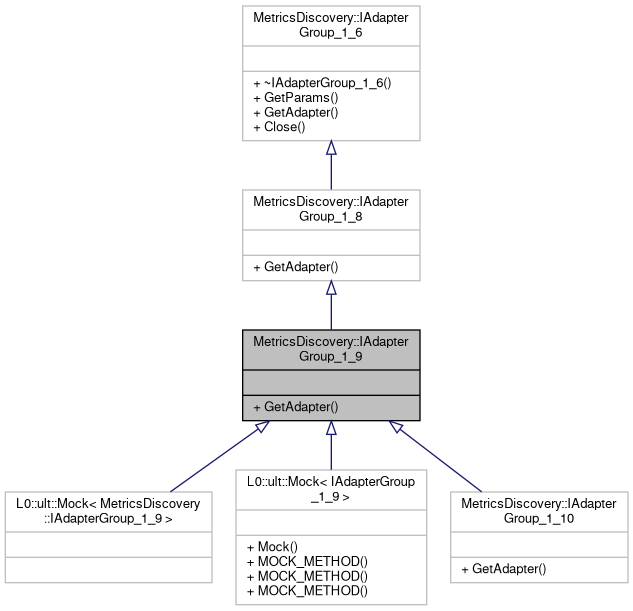 MetricsDiscovery::IAdapter
Group_1_6
+ ~IAdapterGroup_1_6()
+ GetParams()
+ GetAdapter()
+ Close()
MetricsDiscovery::IAdapter
Group_1_8
+ GetAdapter()
MetricsDiscovery::IAdapter
Group_1_9
+ GetAdapter()
L0::ult::Mock< MetricsDiscovery
::IAdapterGroup_1_9 >
L0::ult::Mock< IAdapterGroup
_1_9 >
+ Mock()
+ MOCK_METHOD()
+ MOCK_METHOD()
+ MOCK_METHOD()
MetricsDiscovery::IAdapter
Group_1_10
+ GetAdapter()